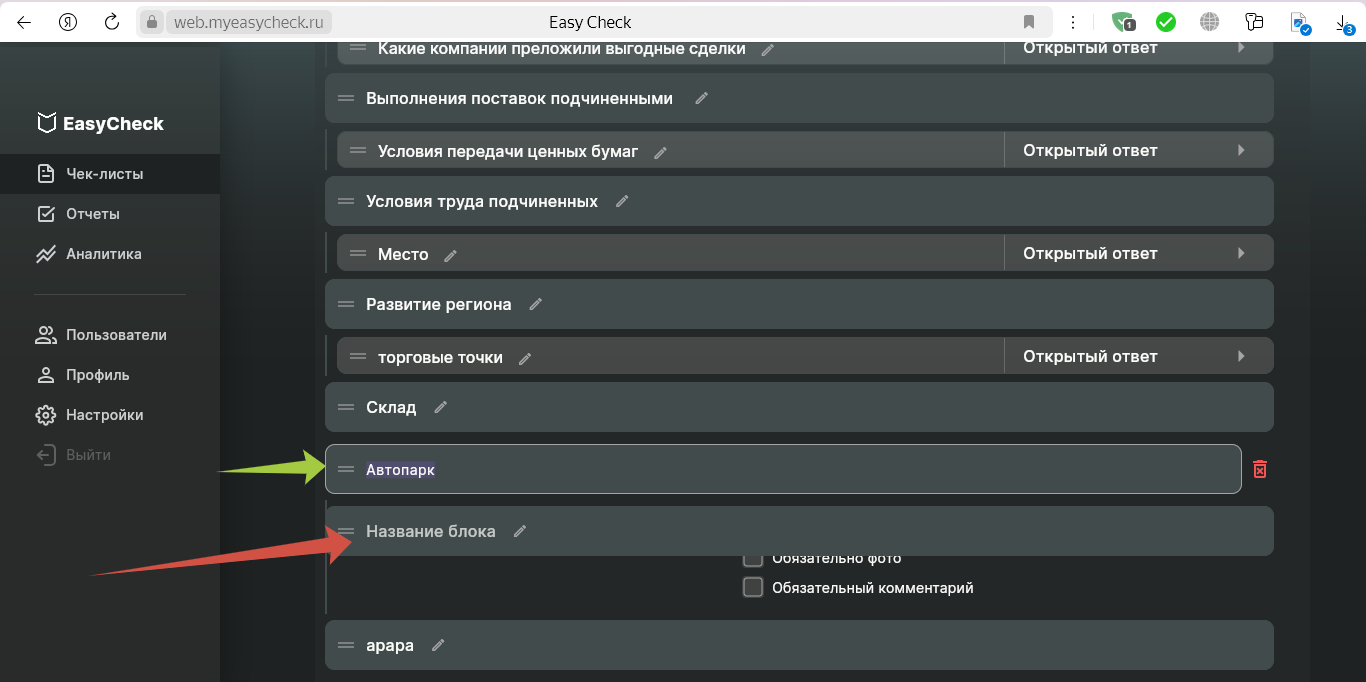 web.myeasycheck.ru
Easy Check
1
3
Какие компании преложили выгодные сделки
Открытый ответ
Выполнения поставок подчиненными
EasyCheck
Условия передачи ценных бумаг
Открытый ответ
Чек-листы
Условия труда подчиненных
Отчеты
Место
Открытый ответ
Аналитика
Развитие региона
Пользователи
торговые точки
Открытый ответ
Профиль
Склад
Настройки
Выйти
Автопарк
Название блока
Обязательно фото
Обязательный комментарий
арара